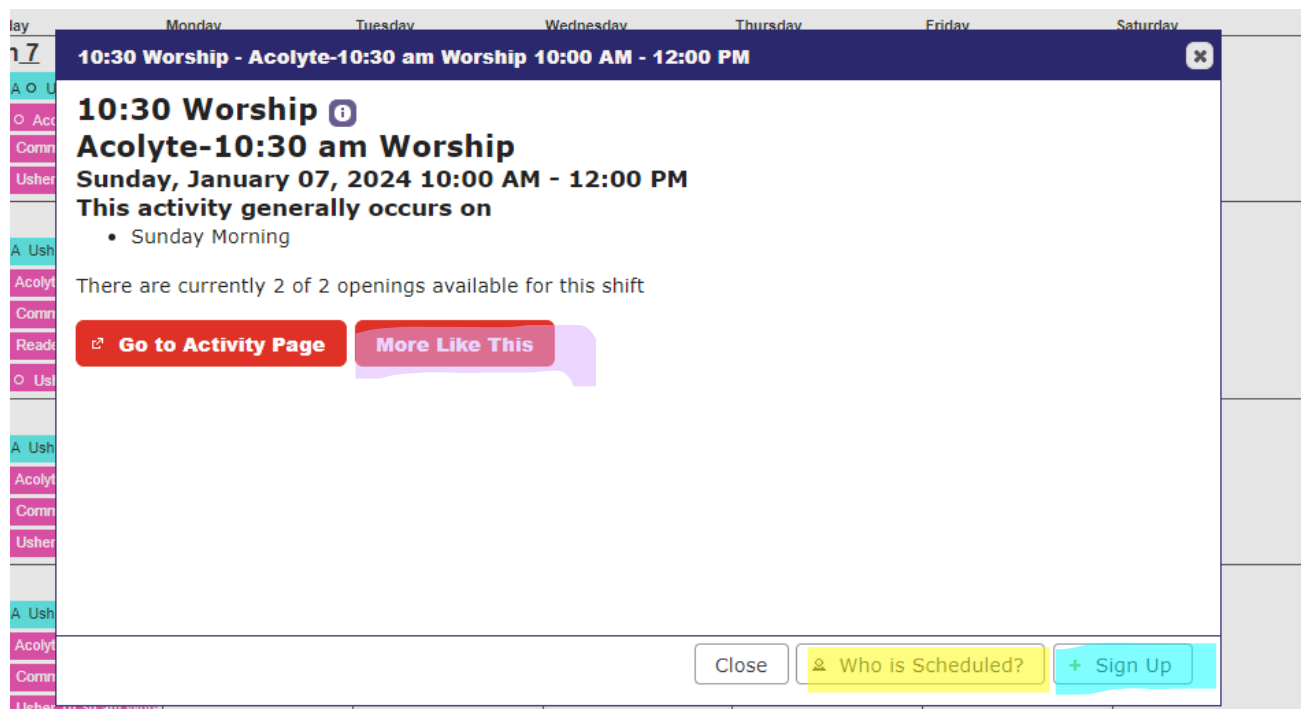 Monday Tuesday Wednesday Thursday Friday Saturday
7
10:30 Worship - Acolyte-10:30 am Worship 10:00 AM - 12:00 PM
10:30 Worship
Acolyte-10:30 am Worship
Sunday, January 07, 2024 10:00 AM - 12:00 PM
This activity generally occurs on
• Sunday Morning
There are currently 2 of 2 openings available for this shift
Go to Activity Page More Like This
Close Who is Scheduled? + Sign Up